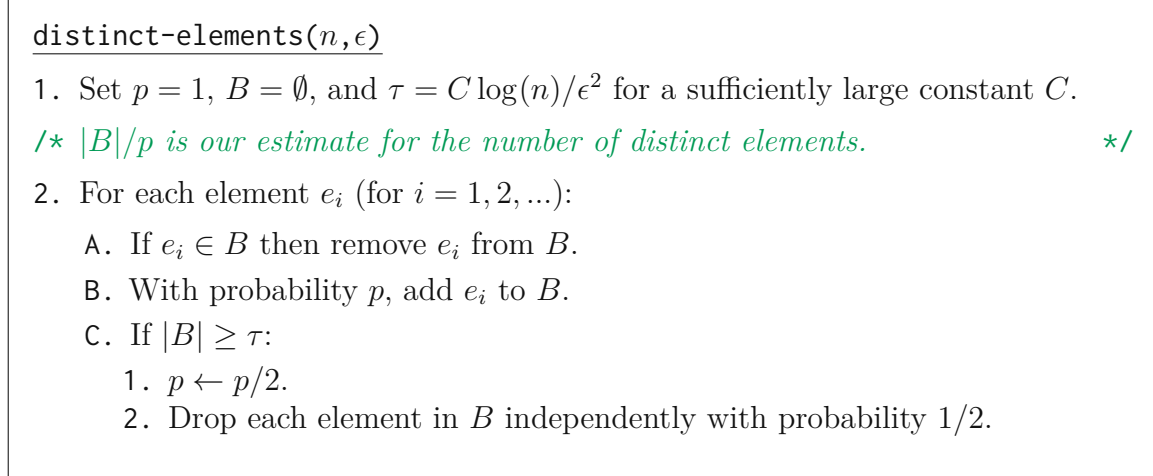 distinct-elements(n,ϵ)
1. Set p = 1, B = ∅, and τ = C log(n)/ϵ² for a sufficiently large constant C.
/* |B|/p is our estimate for the number of distinct elements. */
2. For each element eᵢ (for i = 1, 2, ...):
A. If eᵢ ∈ B then remove eᵢ from B.
B. With probability p, add eᵢ to B.
C. If |B| ≥ τ:
1. p ← p/2.
2. Drop each element in B independently with probability 1/2.